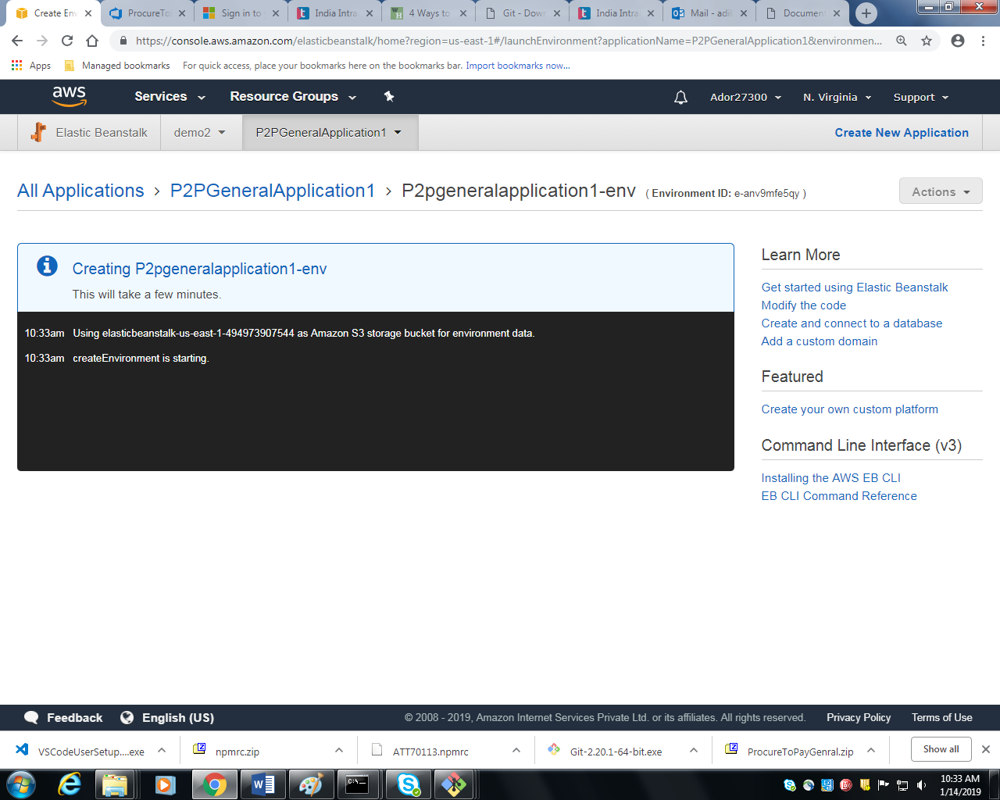 Create En
ProcureTo
Sign in to
India Intra
4 Ways to
Git - Down
India Intra
Mail - adi
Document
https://console.aws.amazon.com/elasticbeanstalk/home?region=us-east-1#/launchEnvironment?applicationName=P2PGeneralApplication1&environmen...
Apps Managed bookmarks For quick access, place your bookmarks here on the bookmarks bar. Import bookmarks now...
aws Services Resource Groups Ador27300 N. Virginia Support
Elastic Beanstalk demo2 P2PGeneralApplication1 Create New Application
All Applications > P2PGeneralApplication1 > P2pgeneralapplication1-env ( Environment ID: e-anv9mfe5qy ) Actions
Creating P2pgeneralapplication1-env
This will take a few minutes.
10:33am Using elasticbeanstalk-us-east-1-494973907544 as Amazon S3 storage bucket for environment data.
10:33am createEnvironment is starting.
Learn More
Get started using Elastic Beanstalk
Modify the code
Create and connect to a database
Add a custom domain
Featured
Create your own custom platform
Command Line Interface (v3)
Installing the AWS EB CLI
EB CLI Command Reference
Feedback English (US) © 2008 - 2019, Amazon Internet Services Private Ltd. or its affiliates. All rights reserved. Privacy Policy Terms of Use
VSCodeUserSetup....exe npmrc.zip ATT70113.npmrc Git-2.20.1-64-bit.exe ProcureToPayGenral.zip Show all
10:33 AM
1/14/2019